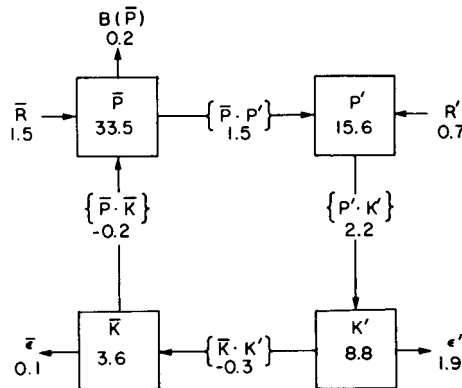 B(P̅)
0.2
R̅
1.5
P̅
33.5
{P̅·P′}
1.5
P′
15.6
R′
0.7
{P̅·K̅}
-0.2
{P′·K′}
2.2
ε̅
0.1
K̅
3.6
{K̅·K′}
-0.3
K′
8.8
ε′
1.9